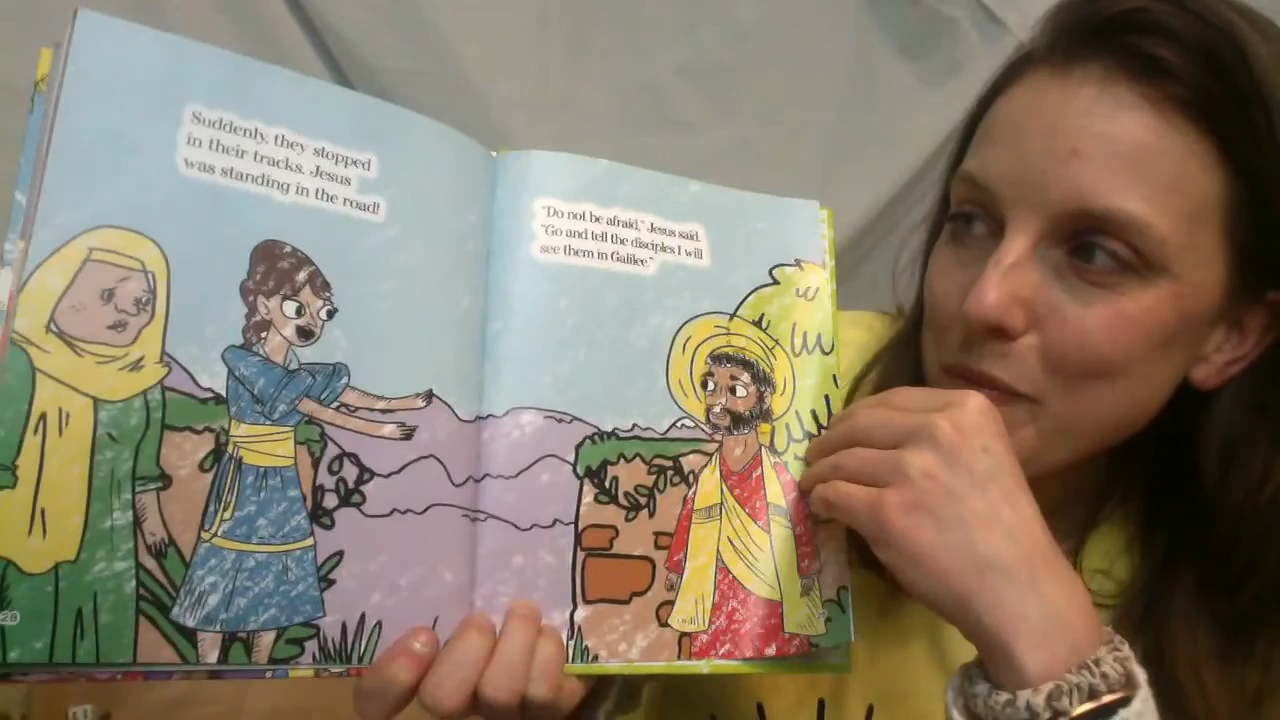 Suddenly, they stopped
in their tracks. Jesus
was standing in the road!
"Do not be afraid," Jesus said.
"Go and tell the disciples I will
see them in Galilee."
28